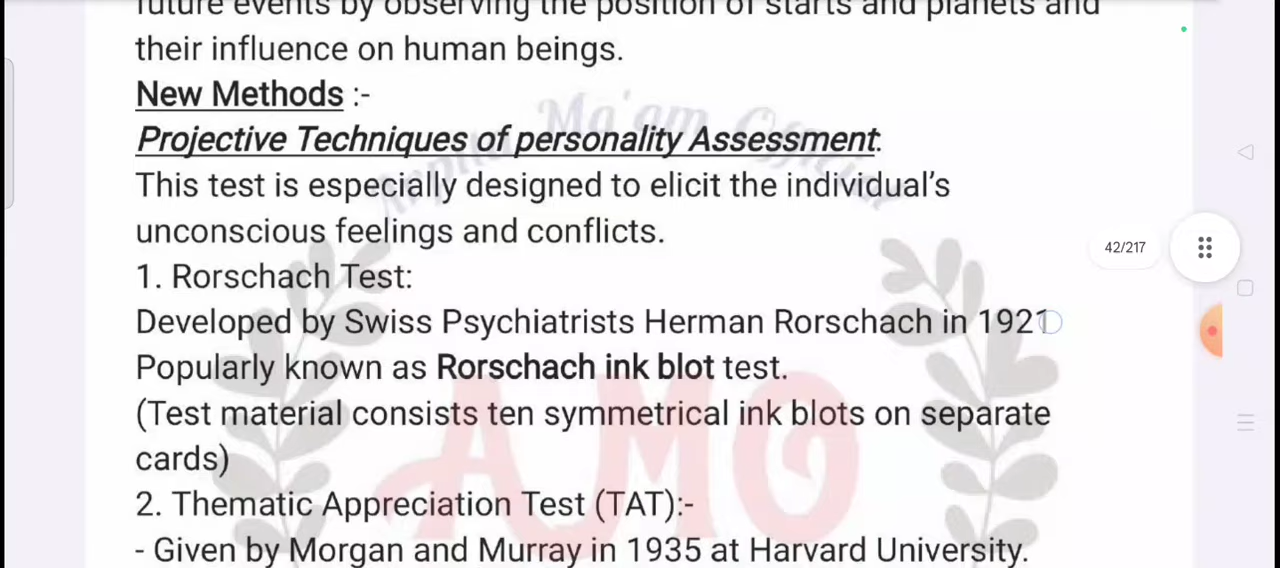 future events by observing the position of starts and planets and
their influence on human beings.
New Methods :-
Projective Techniques of personality Assessment:
This test is especially designed to elicit the individual's
unconscious feelings and conflicts.
42/217
1. Rorschach Test:
Developed by Swiss Psychiatrists Herman Rorschach in 1921
Popularly known as Rorschach ink blot test.
(Test material consists ten symmetrical ink blots on separate
cards)
2. Thematic Appreciation Test (TAT):-
- Given by Morgan and Murray in 1935 at Harvard University.
Ma'am Official
AMO